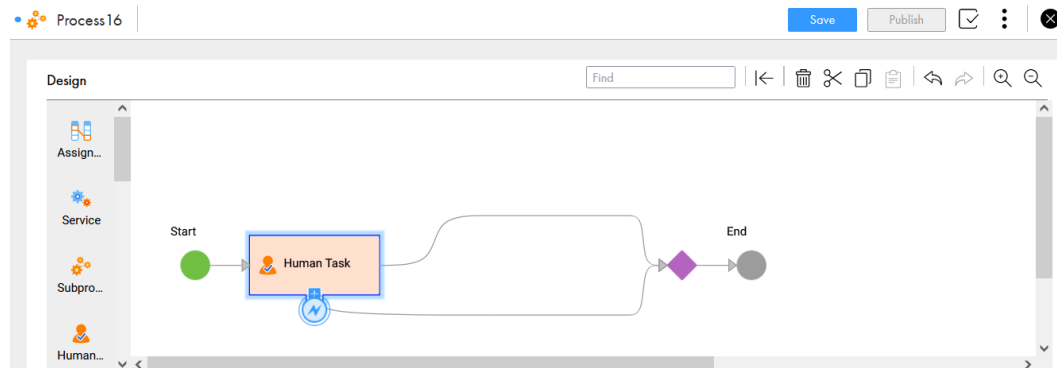 Process16
Save
Publish
Design
Find
Assign...
Service
Subpro...
Human...
Start
Human Task
End